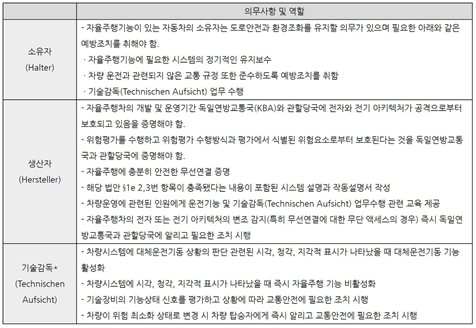 의무사항 및 역할
소유자
(Halter)
- 자율주행기능이 있는 자동차의 소유자는 도로안전과 환경조화를 유지할 의무가 있으며 필요한 아래와 같은
예방조치를 취해야 함.
· 자율주행기능에 필요한 시스템의 정기적인 유지보수
· 차량 운전과 관련되지 않은 교통 규정 또한 준수하도록 예방조치를 취함
· 기술감독(Technischen Aufsicht) 업무 수행
생산자
(Hersteller)
- 자율주행차의 개발 및 운영기간 독일연방교통국(KBA)와 관할당국에 전자와 전기 아키텍처가 공격으로부터
보호되고 있음을 증명해야 함.
- 위험평가를 수행하고 위험평가 수행방식과 평가에서 식별된 위험요소로부터 보호된다는 것을 독일연방교통
국과 관할당국에 증명해야 함.
- 자율주행에 충분히 안전한 무선연결 증명
- 해당 법안 §1e 2,3번 항목이 충족됐다는 내용이 포함된 시스템 설명과 작동설명서 작성
- 차량운영에 관련된 인원에게 운전기능 및 기술감독(Technischen Aufsicht) 업무수행 관련 교육 제공
- 자율주행차의 전자 또는 전기 아키텍처의 변조 감지(특히 무선연결에 대한 무단 액세스의 경우) 즉시 독일연
방교통국과 관할당국에 알리고 필요한 조치 시행
기술감독*
(Technischen
Aufsicht)
- 차량시스템에 대체운전기동 상황의 판단 관련된 시각, 청각, 지각적 표시가 나타났을 때 대체운전기동 기능
활성화
- 차량시스템에 시각, 청각, 지각적 표시가 나타났을 때 즉시 자율주행 기능 비활성화
- 기술장비의 기능상태 신호를 평가하고 상황에 따라 교통안전에 필요한 조치 시행
- 차량이 위험 최소화 상태로 변경 시 차량 탑승자에게 즉시 알리고 교통안전에 필요한 조치 시행